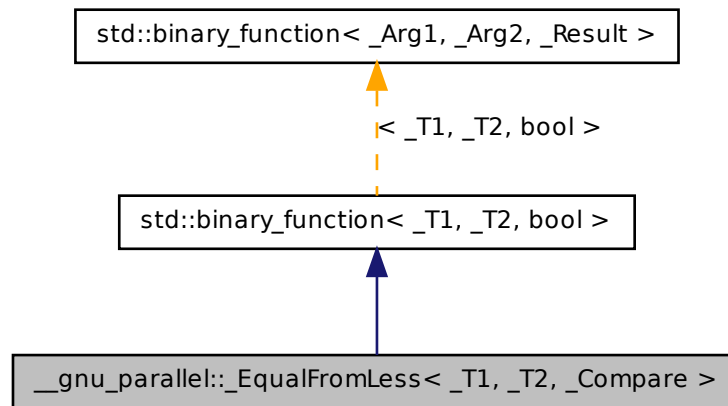 std::binary_function< _Arg1, _Arg2, _Result >
< _T1, _T2, bool >
std::binary_function< _T1, _T2, bool >
__gnu_parallel::_EqualFromLess< _T1, _T2, _Compare >